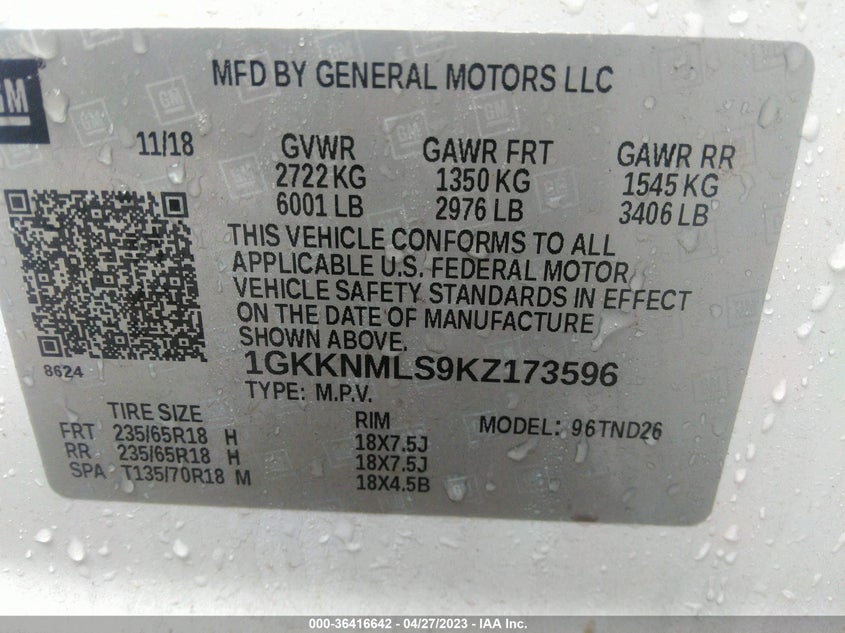 GM
MFD BY GENERAL MOTORS LLC
11/18 GVWR GAWR FRT GAWR RR
2722 KG 1350 KG 1545 KG
6001 LB 2976 LB 3406 LB
THIS VEHICLE CONFORMS TO ALL
APPLICABLE U.S. FEDERAL MOTOR
VEHICLE SAFETY STANDARDS IN EFFECT
ON THE DATE OF MANUFACTURE
SHOWN ABOVE.
8624
1GKKNMLS9KZ173596
TYPE: M.P.V.
TIRE SIZE RIM MODEL: 96TND26
FRT 235/65R18 H 18X7.5J
RR 235/65R18 H 18X7.5J
SPA T135/70R18 M 18X4.5B
000-36416642 - 04/27/2023 - IAA Inc.